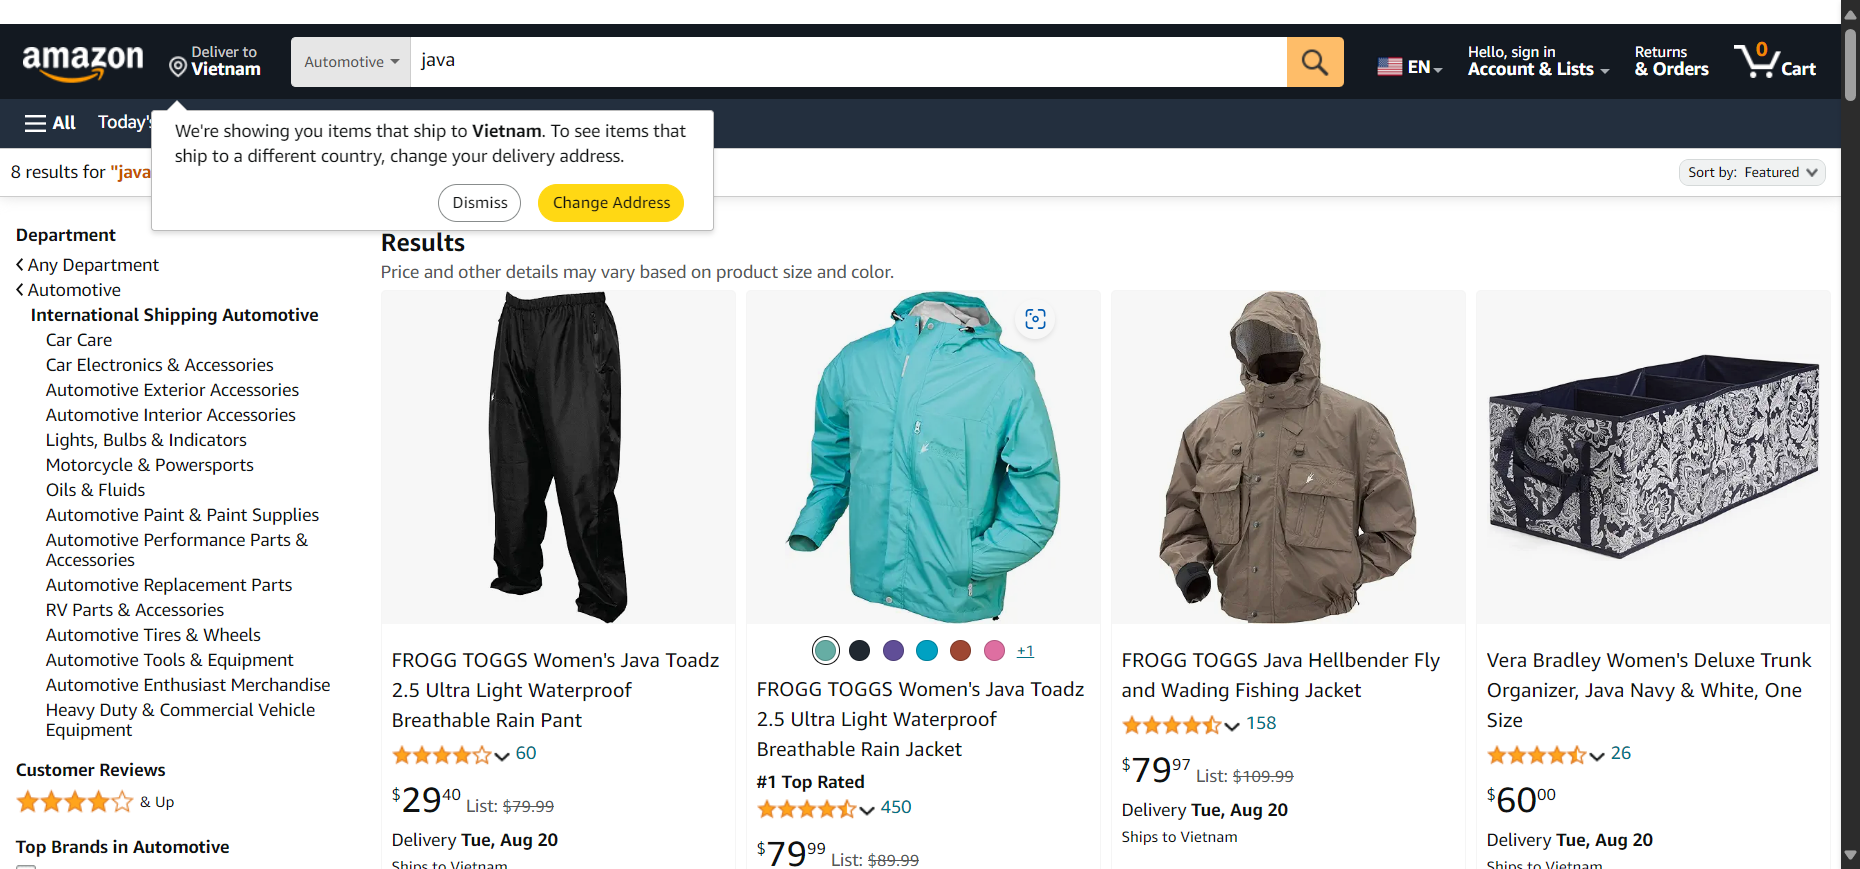 amazon
Deliver to
Vietnam
Automotive
java
EN
Hello, sign in
Account & Lists
Returns
& Orders
0
Cart
All
Today's
We're showing you items that ship to Vietnam. To see items that
ship to a different country, change your delivery address.
Dismiss
Change Address
8 results for "java
Sort by: Featured
Department
Any Department
Automotive
International Shipping Automotive
Car Care
Car Electronics & Accessories
Automotive Exterior Accessories
Automotive Interior Accessories
Lights, Bulbs & Indicators
Motorcycle & Powersports
Oils & Fluids
Automotive Paint & Paint Supplies
Automotive Performance Parts &
Accessories
Automotive Replacement Parts
RV Parts & Accessories
Automotive Tires & Wheels
Automotive Tools & Equipment
Automotive Enthusiast Merchandise
Heavy Duty & Commercial Vehicle
Equipment
Customer Reviews
& Up
Top Brands in Automotive
Results
Price and other details may vary based on product size and color.
FROGG TOGGS Women's Java Toadz
2.5 Ultra Light Waterproof
Breathable Rain Pant
60
$2940 List: $79.99
Delivery Tue, Aug 20
Ships to Vietnam
+1
FROGG TOGGS Women's Java Toadz
2.5 Ultra Light Waterproof
Breathable Rain Jacket
#1 Top Rated
450
$7999 List: $89.99
FROGG TOGGS Java Hellbender Fly
and Wading Fishing Jacket
158
$7997 List: $109.99
Delivery Tue, Aug 20
Ships to Vietnam
Vera Bradley Women's Deluxe Trunk
Organizer, Java Navy & White, One
Size
26
$6000
Delivery Tue, Aug 20
Ships to Vietnam